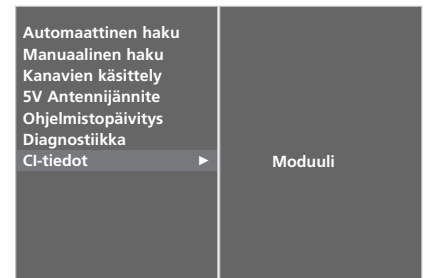 Automaattinen haku
Manuaalinen haku
Kanavien käsittely
5V Antennijännite
Ohjelmistopäivitys
Diagnostiikka
CI-tiedot ►
Moduuli